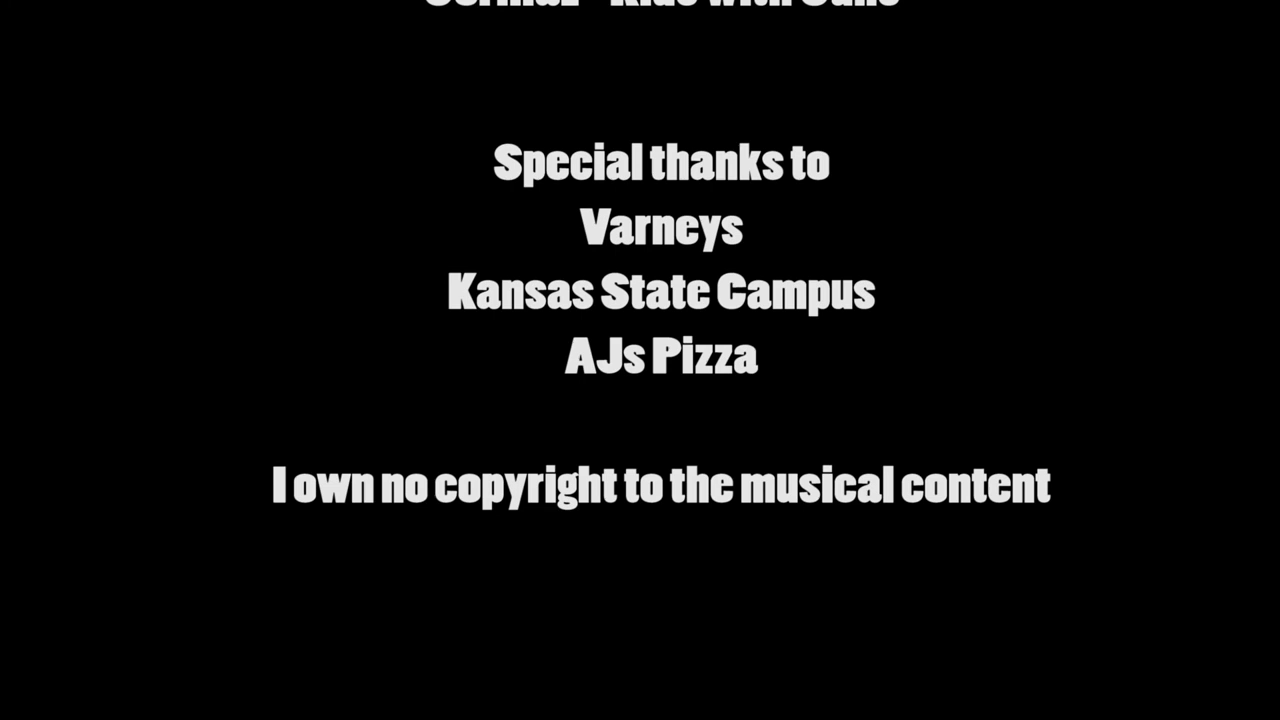 Special thanks to
Varneys
Kansas State Campus
AJs Pizza
I own no copyright to the musical content